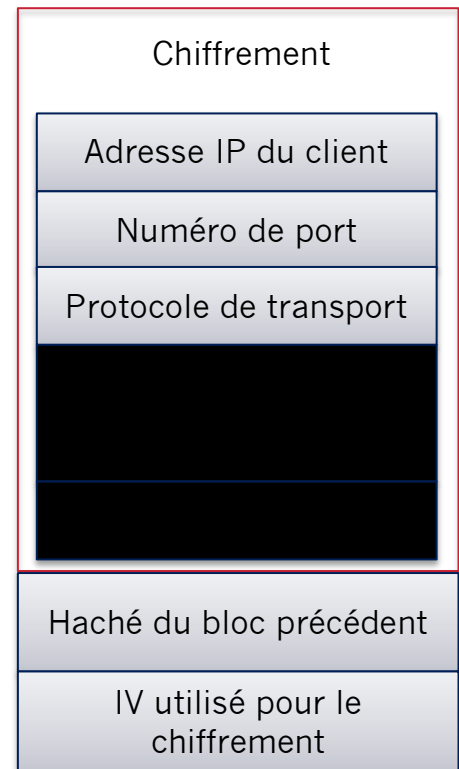 Chiffrement
Adresse IP du client
Numéro de port
Protocole de transport
Haché du bloc précédent
IV utilisé pour le
chiffrement